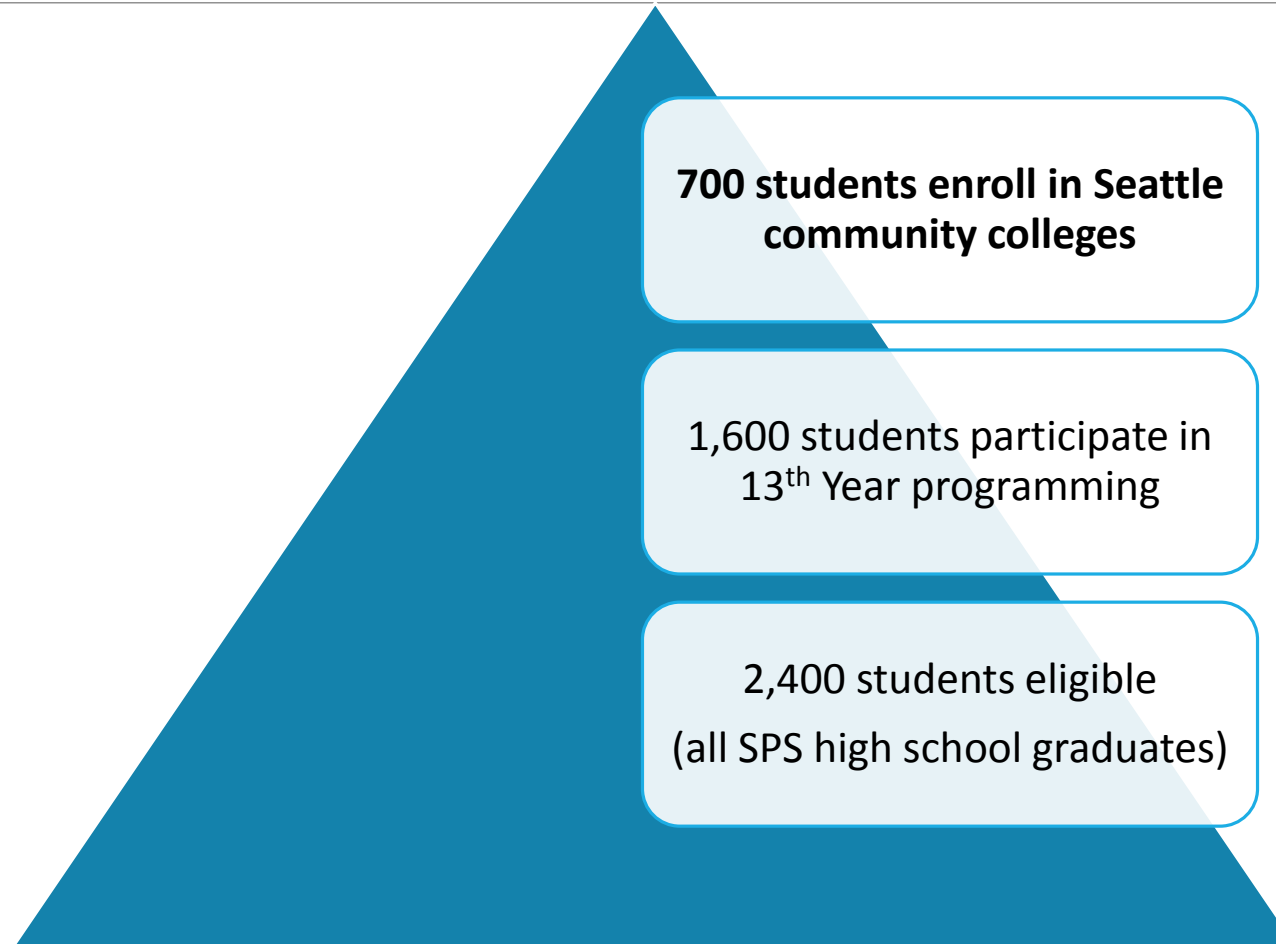 700 students enroll in Seattle
community colleges
1,600 students participate in
13th Year programming
2,400 students eligible
(all SPS high school graduates)